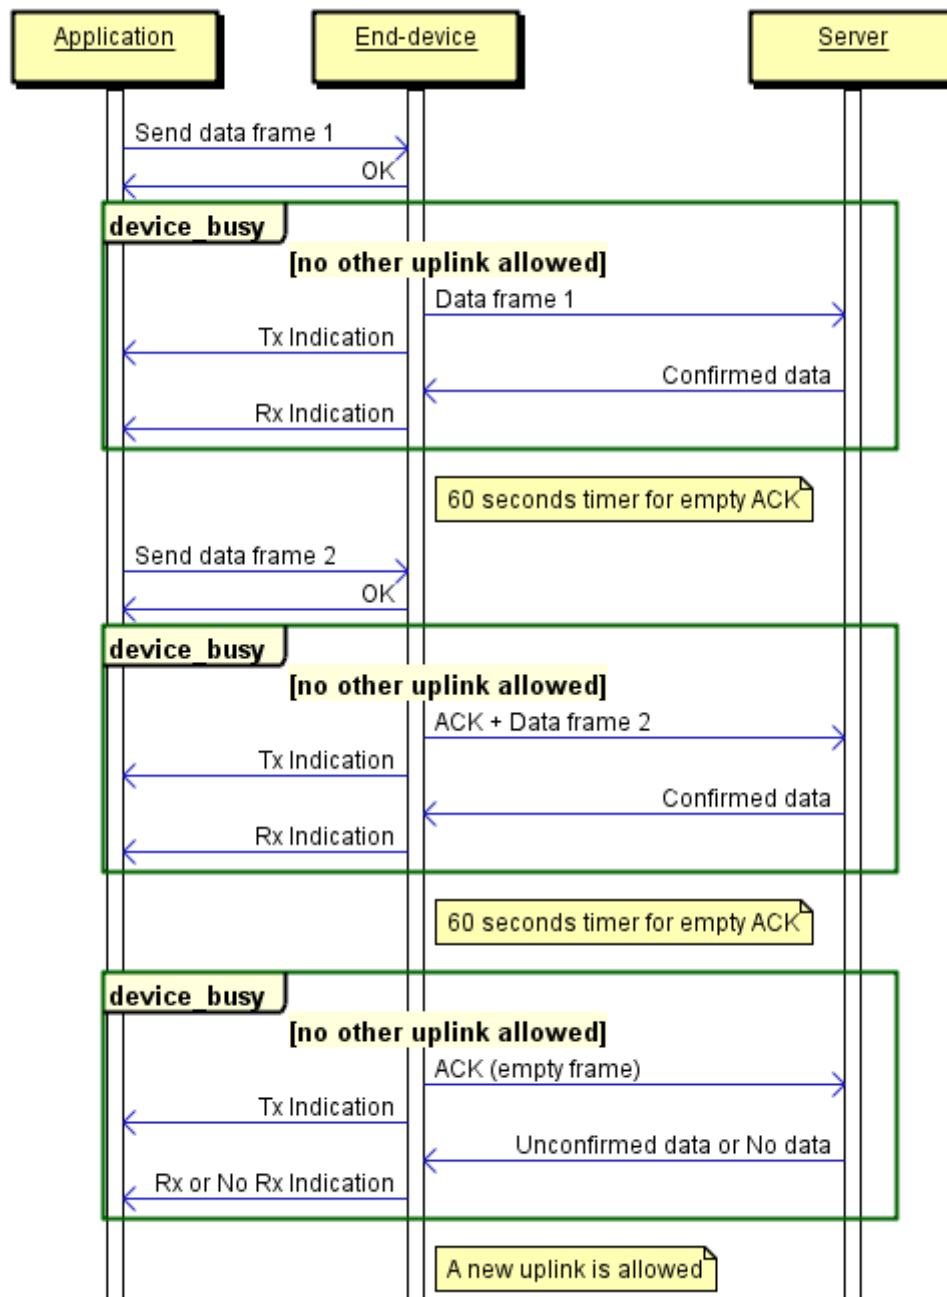 Application End-device Server
Send data frame 1
OK
device_busy
[no other uplink allowed]
Data frame 1
Tx Indication
Confirmed data
Rx Indication
60 seconds timer for empty ACK
Send data frame 2
OK
device_busy
[no other uplink allowed]
ACK + Data frame 2
Tx Indication
Confirmed data
Rx Indication
60 seconds timer for empty ACK
device_busy
[no other uplink allowed]
ACK (empty frame)
Tx Indication
Unconfirmed data or No data
Rx or No Rx Indication
A new uplink is allowed